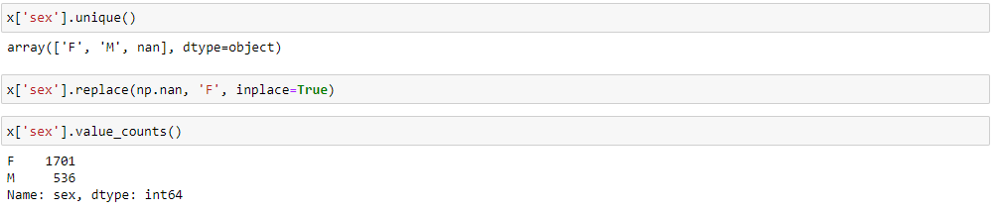 x['sex'].unique()
array(['F', 'M', nan], dtype=object)
x['sex'].replace(np.nan, 'F', inplace=True)
x['sex'].value_counts()
F    1701
M     536
Name: sex, dtype: int64